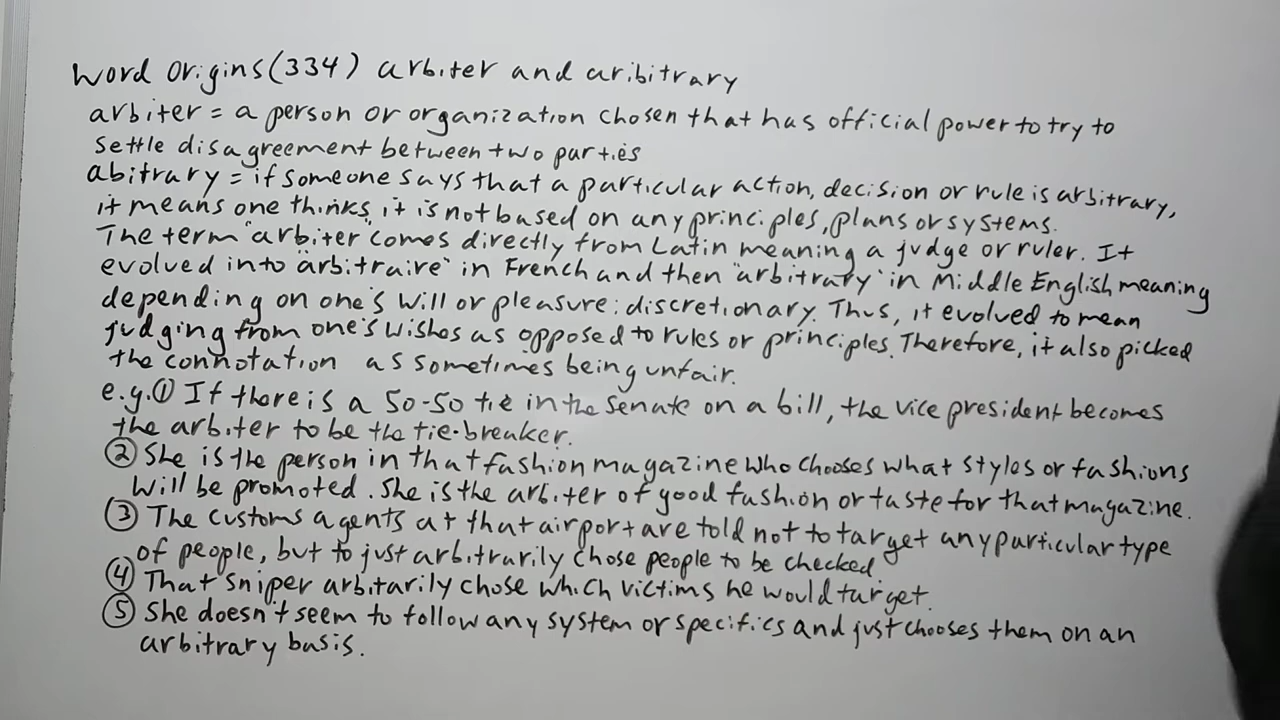 Word Origins (334) arbiter and aribitrary
arbiter = a person or organization chosen that has official power to try to
settle disagreement between two parties
abitrary = if someone says that a particular action, decision or rule is arbitrary,
it means one thinks it is not based on any principles, plans or systems.
The term "arbiter" comes directly from Latin meaning a judge or ruler. It
evolved into "arbitraire" in French and then "arbitrary" in Middle English meaning
depending on one's will or pleasure: discretionary. Thus, it evolved to mean
judging from one's wishes as opposed to rules or principles. Therefore, it also picked
the connotation as sometimes being unfair.
e.g. ① If there is a 50-50 tie in the Senate on a bill, the vice president becomes
the arbiter to be the tie-breaker.
② She is the person in that fashion magazine who chooses what styles or fashions
will be promoted. She is the arbiter of good fashion or taste for that magazine.
③ The customs agents at that airport are told not to target any particular type
of people, but to just arbitrarily chose people to be checked.
④ That sniper arbitarily chose which victims he would target.
⑤ She doesn't seem to follow any system or specifics and just chooses them on an
arbitrary basis.